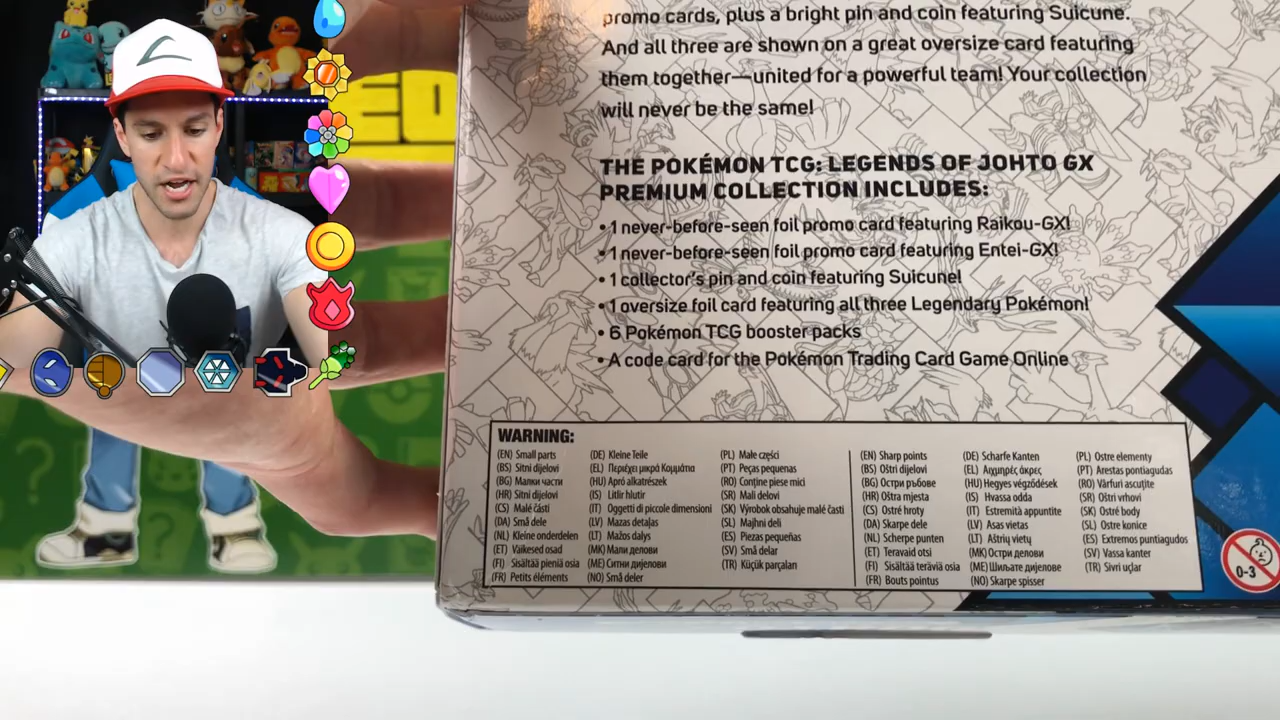 promo cards, plus a bright pin and coin featuring Suicune.
And all three are shown on a great oversize card featuring
them together—united for a powerful team! Your collection
will never be the same!
THE POKÉMON TCG: LEGENDS OF JOHTO GX
PREMIUM COLLECTION INCLUDES:
• 1 never-before-seen foil promo card featuring Raikou-GX!
• 1 never-before-seen foil promo card featuring Entei-GX!
• 1 collector's pin and coin featuring Suicune!
• 1 oversize foil card featuring all three Legendary Pokémon!
• 6 Pokémon TCG booster packs
• A code card for the Pokémon Trading Card Game Online
WARNING:
(EN) Small parts
(BS) Sitni dijelovi
(BG) Малки части
(HR) Sitni dijelovi
(CS) Malé části
(DA) Små dele
(NL) Kleine onderdelen
(ET) Väikesed osad
(FI) Sisältää pieniä osia
(FR) Petits éléments
(DE) Kleine Teile
(EL) Περιέχει μικρά Κομμάτια
(HU) Apró alkatrészek
(IS) Litlir hlutir
(IT) Oggetti di piccole dimensioni
(LV) Mazas detaļas
(LT) Mažos dalys
(MK) Мали делови
(ME) Ситни дијелови
(NO) Små deler
(PL) Małe części
(PT) Peças pequenas
(RO) Conţine piese mici
(SR) Mali delovi
(SK) Výrobok obsahuje malé časti
(SL) Majhni deli
(ES) Piezas pequeñas
(SV) Små delar
(TR) Küçük parçaları
(EN) Sharp points
(BS) Oštri dijelovi
(BG) Остри ръбове
(HR) Oštra mjesta
(CS) Ostré hroty
(DA) Skarpe dele
(NL) Scherpe punten
(ET) Teravaid otsi
(FI) Sisältää teräviä osia
(FR) Bouts pointus
(DE) Scharfe Kanten
(EL) Αιχμηρές άκρες
(HU) Hegyes végződések
(IS) Hvassa odda
(IT) Estremità appuntite
(LV) Asas vietas
(LT) Aštrių vietų
(MK) Остри делови
(ME) Шиљате дијелове
(NO) Skarpe spisser
(PL) Ostre elementy
(PT) Arestas pontiagudas
(RO) Vârfuri ascuţite
(SR) Oštri vrhovi
(SK) Ostré body
(SL) Ostre konice
(ES) Extremos puntiagudos
(SV) Vassa kanter
(TR) Sivri uçlar
0-3